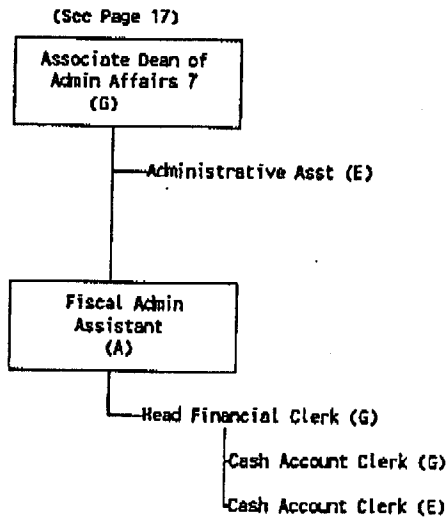 (See Page 17)
Associate Dean of
Admin Affairs 7
(G)
Administrative Asst (E)
Fiscal Admin
Assistant
(A)
Head Financial Clerk (G)
Cash Account Clerk (G)
Cash Account Clerk (E)